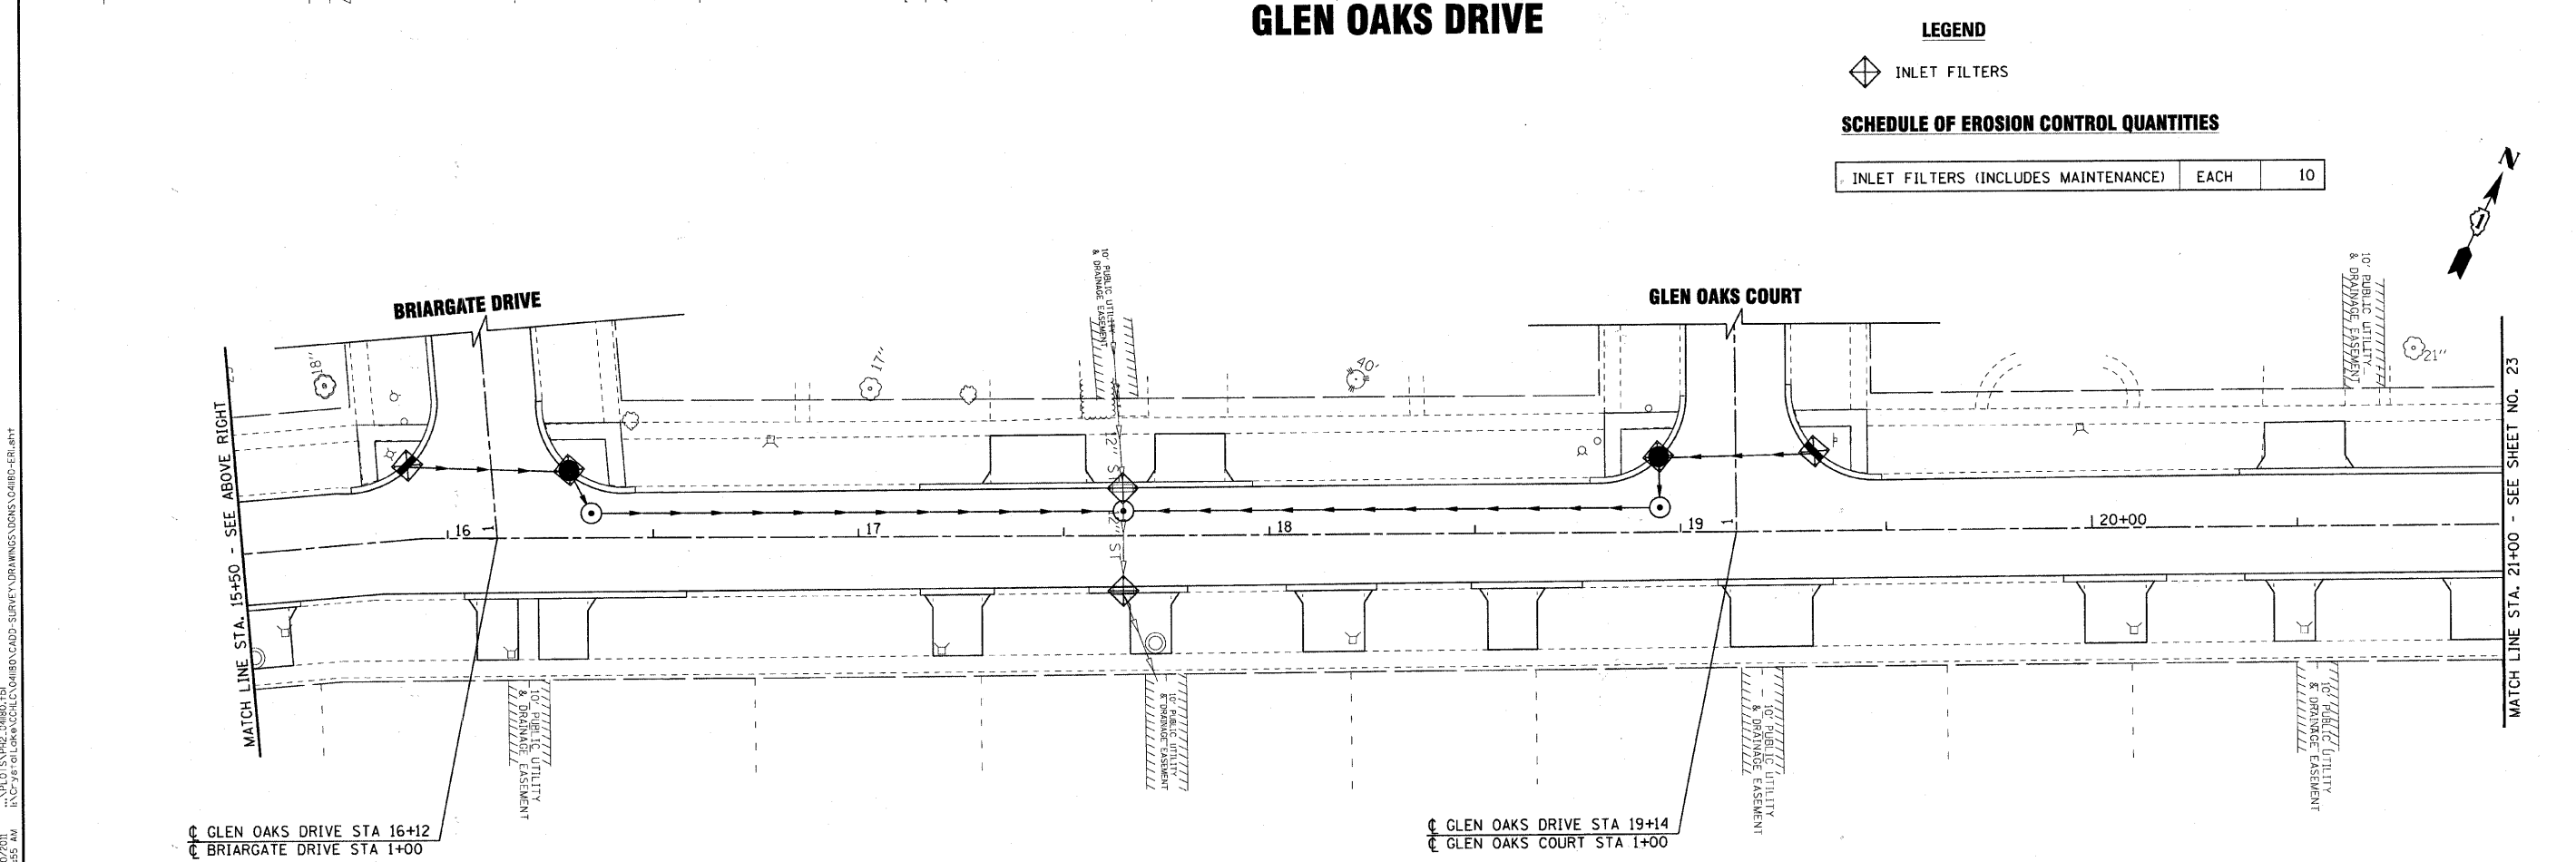 GLEN OAKS DRIVE
LEGEND
INLET FILTERS
SCHEDULE OF EROSION CONTROL QUANTITIES
INLET FILTERS (INCLUDES MAINTENANCE) EACH 10
N
1
BRIARGATE DRIVE
GLEN OAKS COURT
10' PUBLIC UTILITY
& DRAINAGE EASEMENT
10' PUBLIC UTILITY
& DRAINAGE EASEMENT
18"
17"
40'
21"
12" S
12" ST
16
1
17
18
19
1
20+00
MATCH LINE STA. 15+50 - SEE ABOVE RIGHT
MATCH LINE STA. 21+00 - SEE SHEET NO. 23
10' PUBLIC UTILITY
& DRAINAGE EASEMENT
10' PUBLIC UTILITY
& DRAINAGE EASEMENT
10' PUBLIC UTILITY
& DRAINAGE EASEMENT
10' PUBLIC UTILITY
& DRAINAGE EASEMENT
℄ GLEN OAKS DRIVE STA 16+12
℄ BRIARGATE DRIVE STA 1+00
℄ GLEN OAKS DRIVE STA 19+14
℄ GLEN OAKS COURT STA 1+00